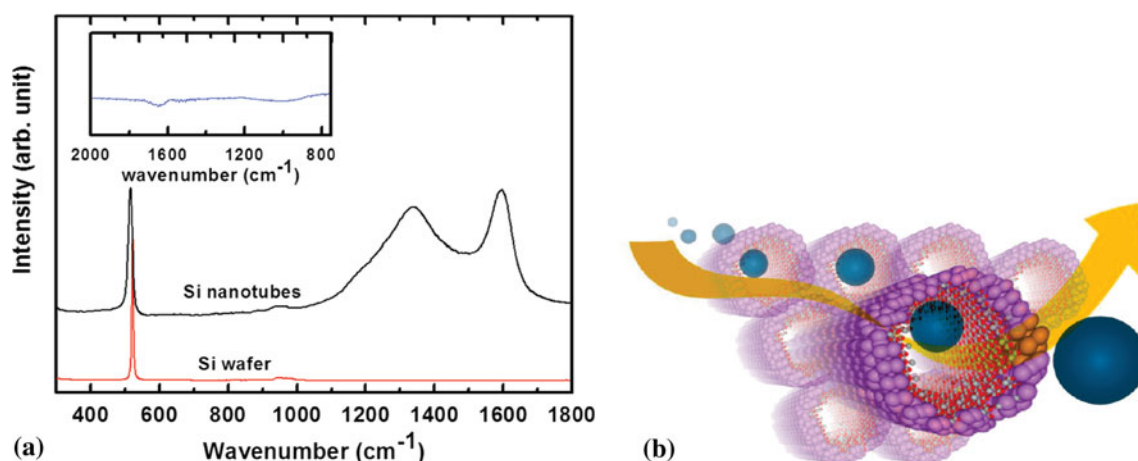 Intensity (arb. unit)
2000 1600 1200 800
wavenumber (cm⁻¹)
Si nanotubes
Si wafer
400 600 800 1000 1200 1400 1600 1800
(a) Wavenumber (cm⁻¹) (b)